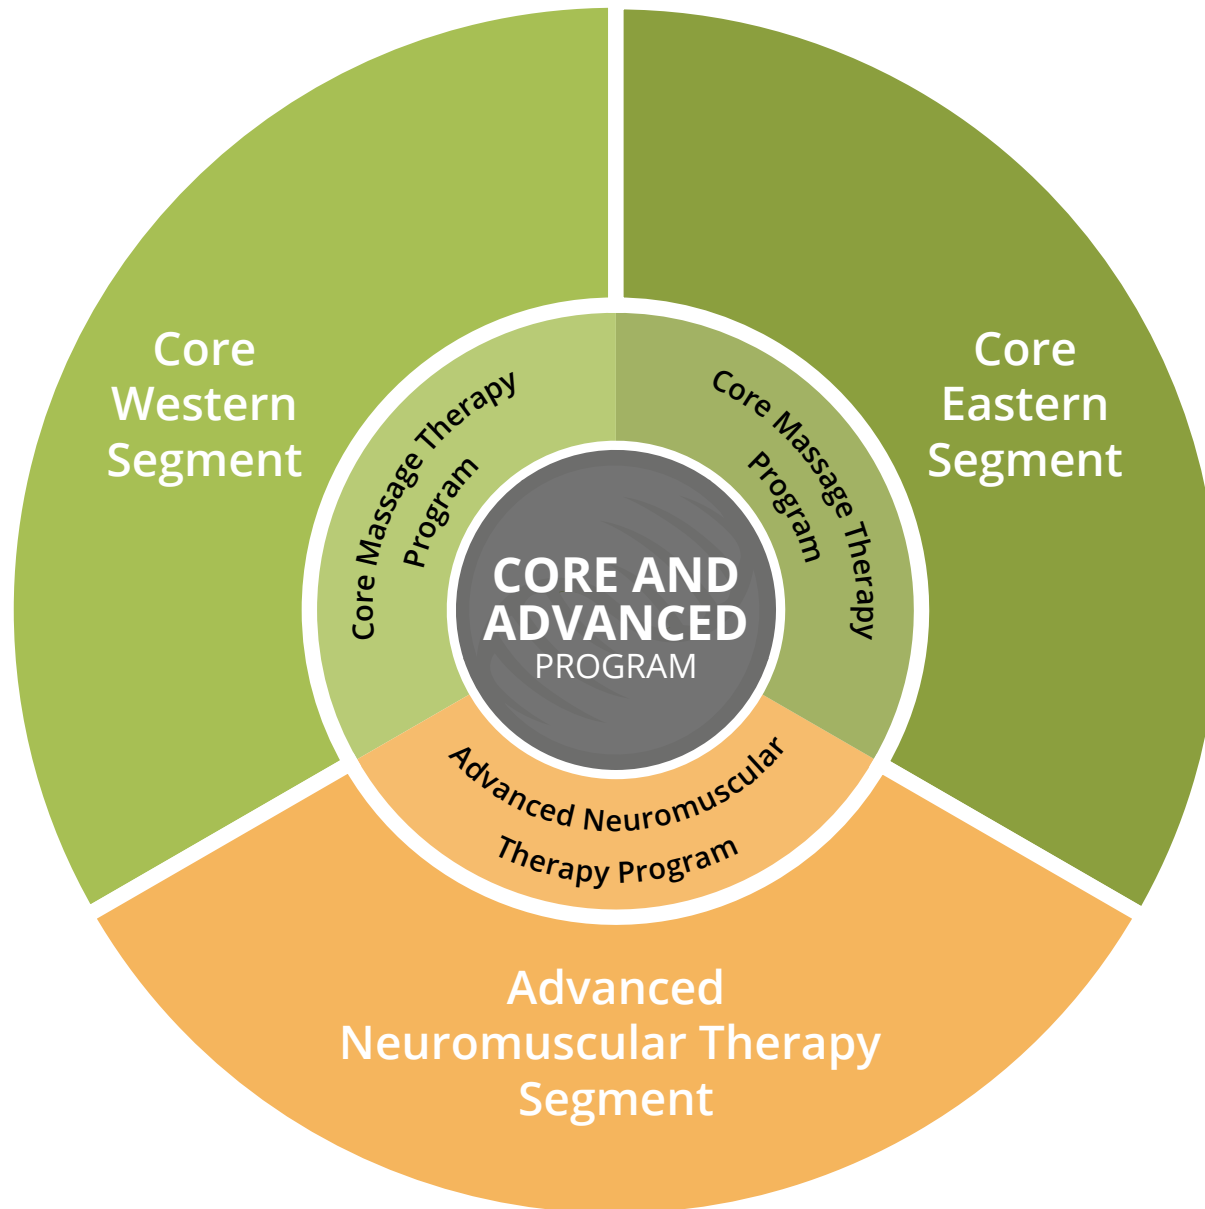 Core
Western
Segment
Core
Eastern
Segment
Core Massage Therapy
Program
Core Massage Therapy
Program
CORE AND
ADVANCED
PROGRAM
Advanced Neuromuscular
Therapy Program
Advanced
Neuromuscular Therapy
Segment